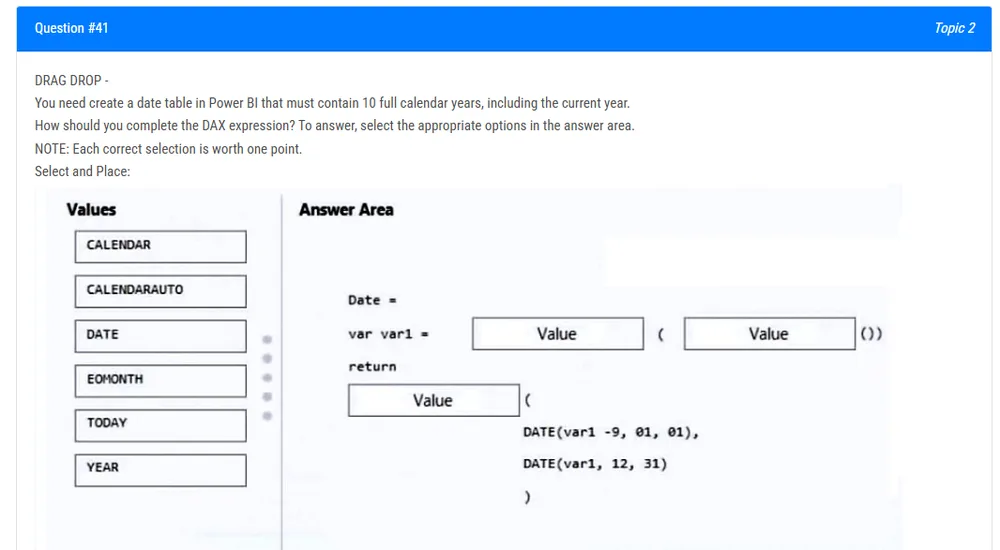 Question #41 Topic 2
DRAG DROP -
You need create a date table in Power BI that must contain 10 full calendar years, including the current year.
How should you complete the DAX expression? To answer, select the appropriate options in the answer area.
NOTE: Each correct selection is worth one point.
Select and Place:
Values
CALENDAR
CALENDARAUTO
DATE
EOMONTH
TODAY
YEAR
Answer Area
Date =
var var1 = Value ( Value ())
return
Value (
DATE(var1 -9, 01, 01),
DATE(var1, 12, 31)
)